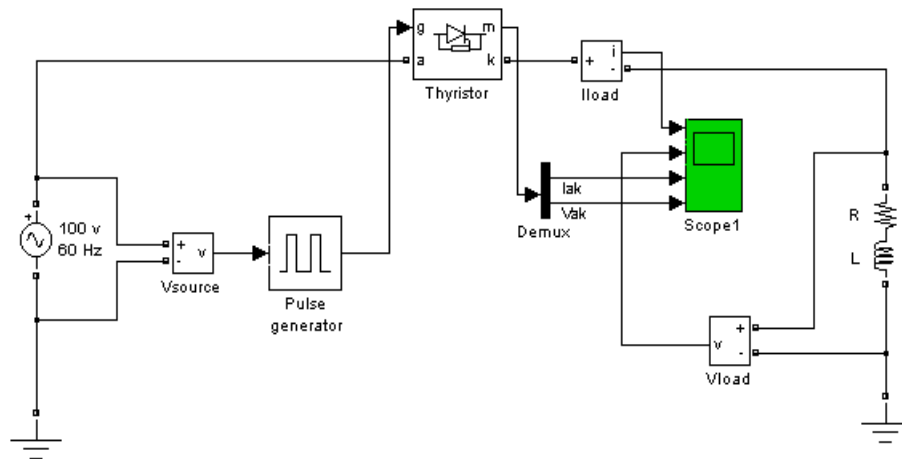 g
m
a
k
Thyristor
+
i
-
Iload
Iak
Vak
Demux
Scope1
+
100 v
60 Hz
+
-
v
Vsource
Pulse
generator
R
L
v
+
-
Vload